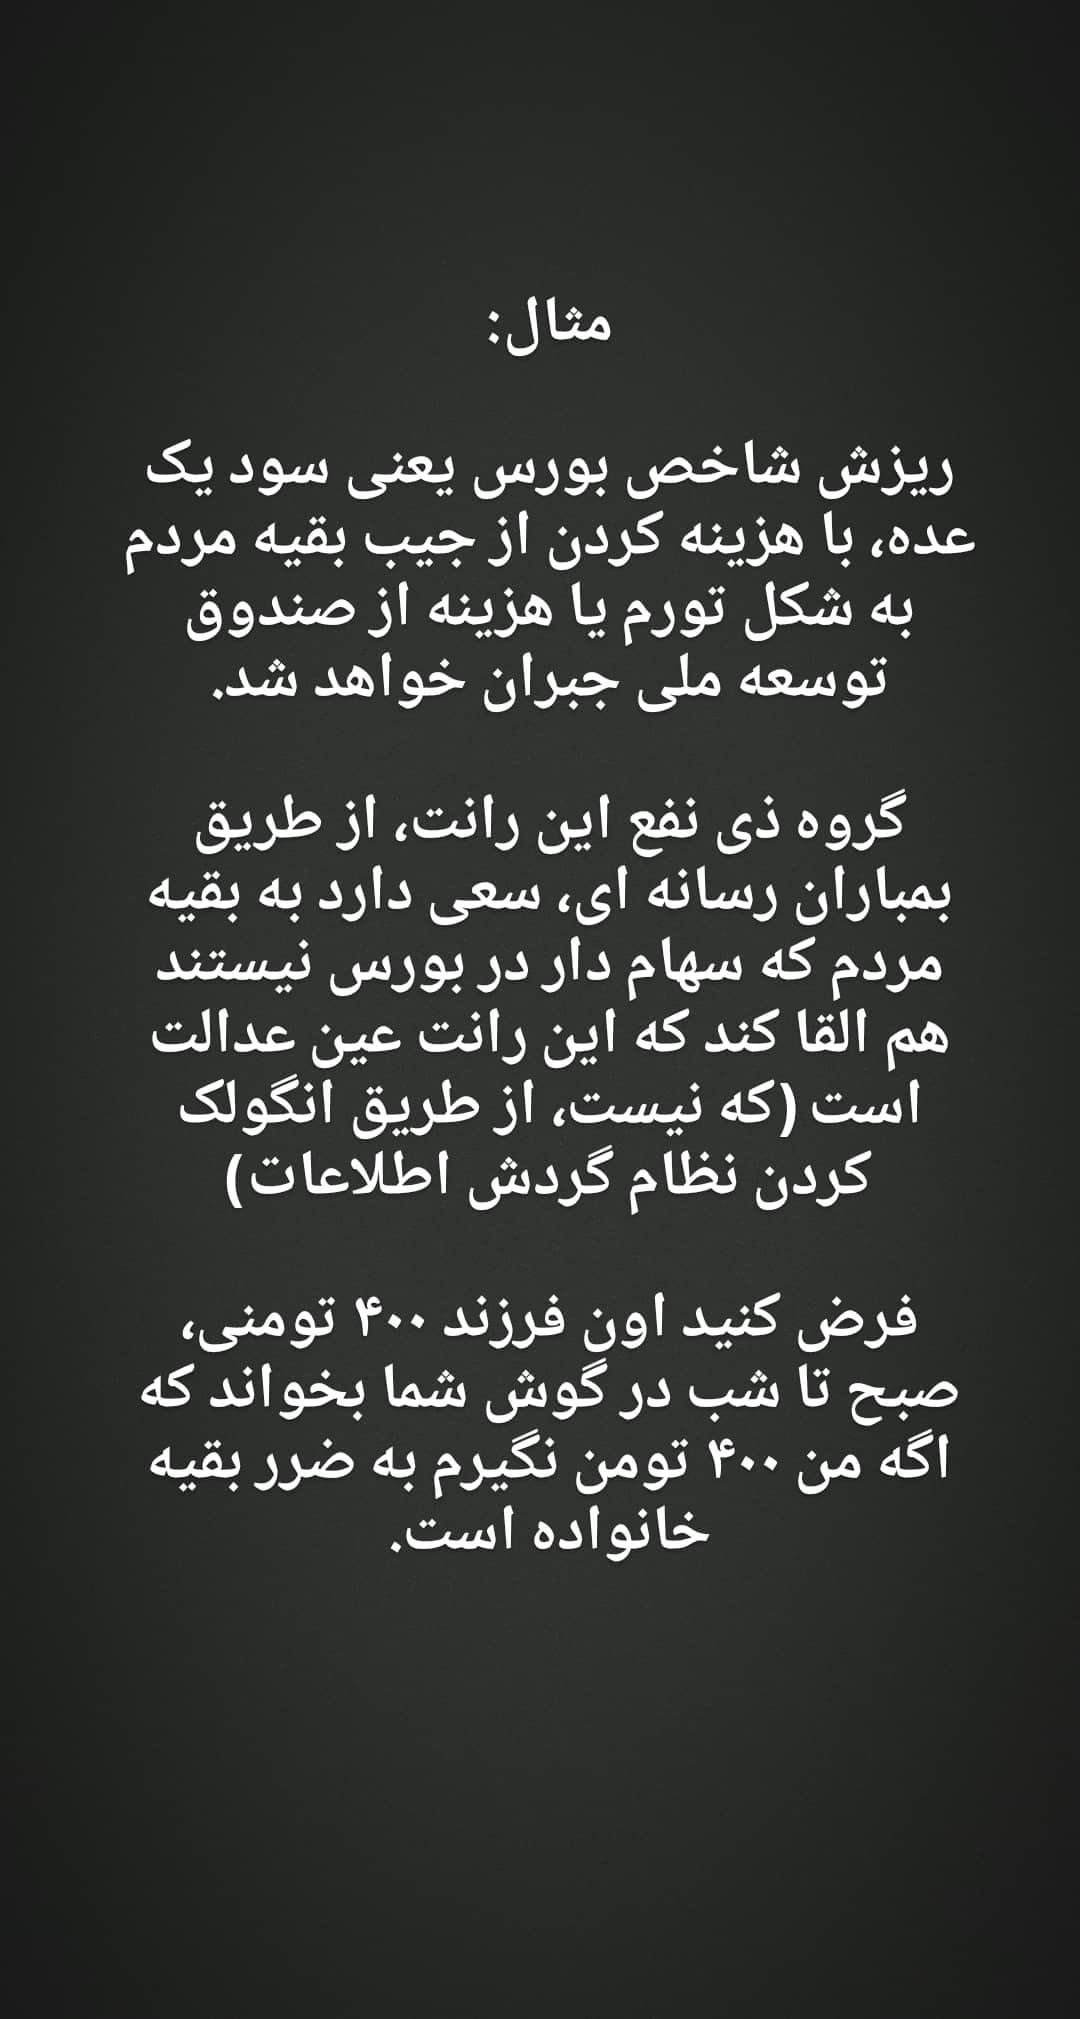 مثال:
ریزش شاخص بورس یعنی سود یک
عده، با هزینه کردن از جیب بقیه مردم
به شکل تورم یا هزینه از صندوق
توسعه ملی جبران خواهد شد.
گروه ذی نفع این رانت، از طریق
بمباران رسانه ای، سعی دارد به بقیه
مردم که سهام دار در بورس نیستند
هم القا کند که این رانت عین عدالت
است (که نیست، از طریق انگولک
کردن نظام گردش اطلاعات)
فرض کنید اون فرزند ۴۰۰ تومنی،
صبح تا شب در گوش شما بخواند که
اگه من ۴۰۰ تومن نگیرم به ضرر بقیه
خانواده است.